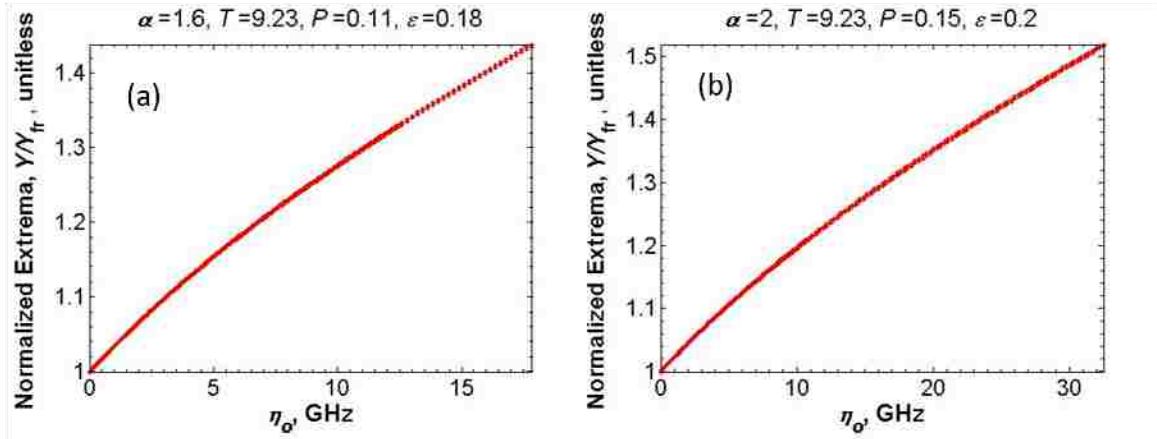 α=1.6, T=9.23, P=0.11, ε=0.18
Normalized Extrema, Y/Yfr , unitless
(a)
1.4
1.3
1.2
1.1
1
0 5 10 15
ηo, GHz
α=2, T=9.23, P=0.15, ε=0.2
Normalized Extrema, Y/Yfr , unitless
(b)
1.5
1.4
1.3
1.2
1.1
1
0 10 20 30
ηo, GHz